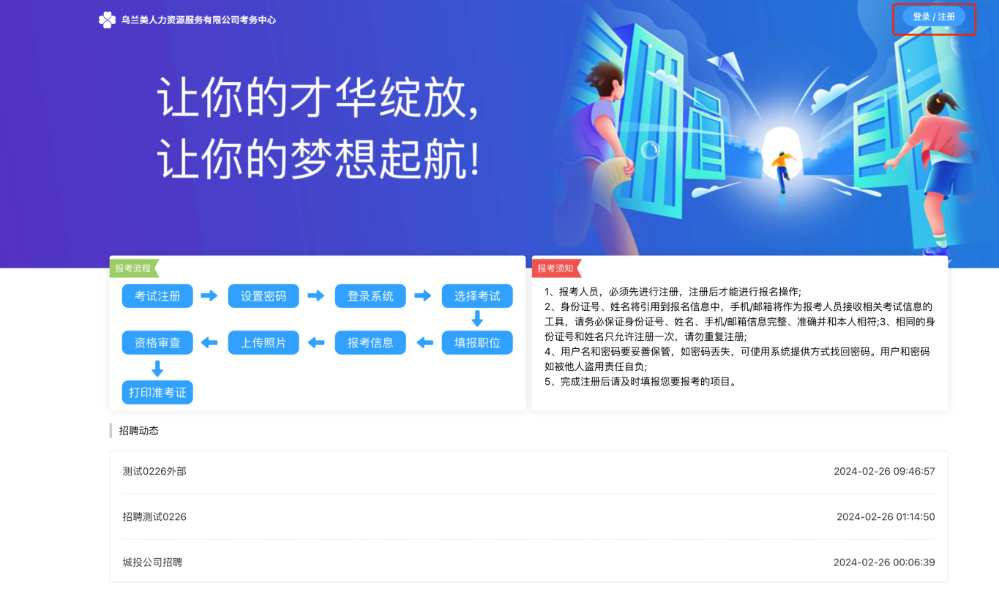 乌兰美人力资源服务有限公司考务中心
登录 / 注册
让你的才华绽放,
让你的梦想起航!
报考流程
考试注册
设置密码
登录系统
选择考试
资格审查
上传照片
报考信息
填报职位
打印准考证
报考须知
1、报考人员，必须先进行注册，注册后才能进行报名操作;
2、身份证号、姓名将引用到报名信息中，手机/邮箱将作为报考人员接收相关考试信息的
工具，请务必保证身份证号、姓名、手机/邮箱信息完整、准确并和本人相符;3、相同的身
份证号和姓名只允许注册一次，请勿重复注册;
4、用户名和密码要妥善保管，如密码丢失，可使用系统提供方式找回密码。用户和密码
如被他人盗用责任自负;
5、完成注册后请及时填报您要报考的项目。
招聘动态
测试0226外部 2024-02-26 09:46:57
招聘测试0226 2024-02-26 01:14:50
城投公司招聘 2024-02-26 00:06:39